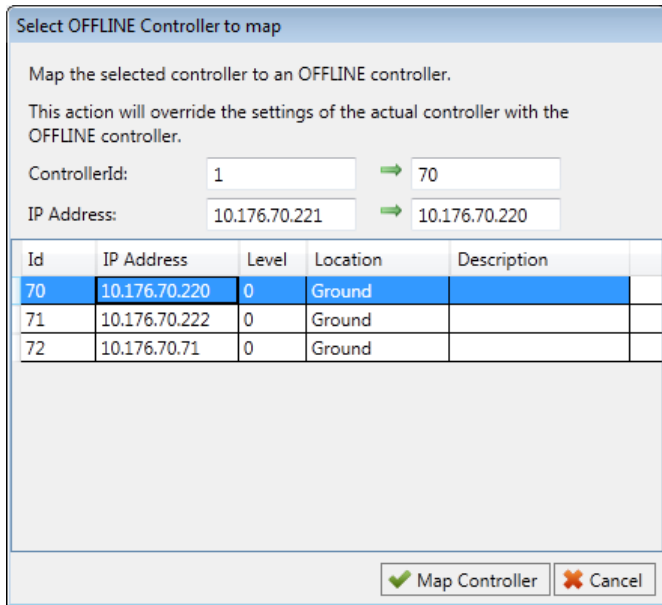 Select OFFLINE Controller to map
Map the selected controller to an OFFLINE controller.
This action will override the settings of the actual controller with the
OFFLINE controller.
ControllerId: 1 70
IP Address: 10.176.70.221 10.176.70.220
Id IP Address Level Location Description
70 10.176.70.220 0 Ground
71 10.176.70.222 0 Ground
72 10.176.70.71 0 Ground
Map Controller Cancel